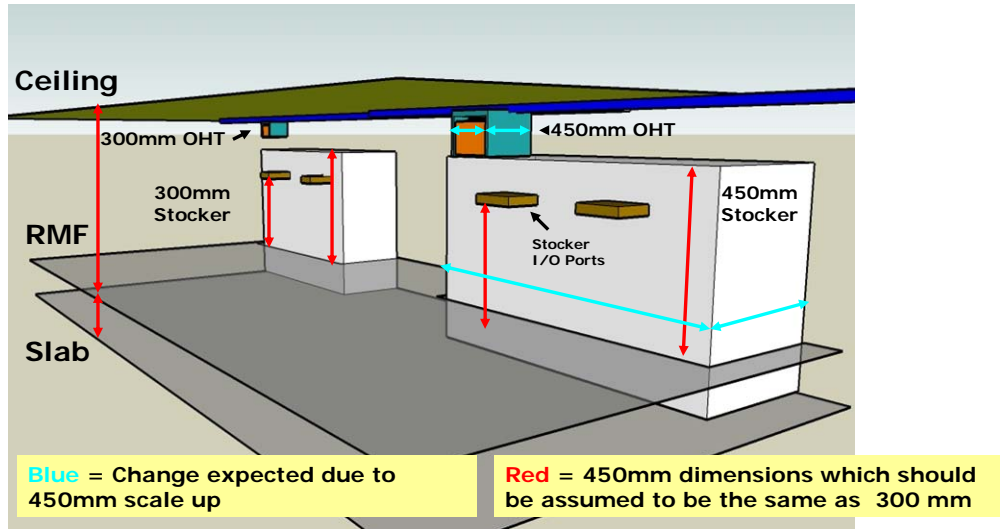 Ceiling
300mm OHT
450mm OHT
300mm
Stocker
450mm
Stocker
RMF
Stocker
I/O Ports
Slab
Blue = Change expected due to
450mm scale up
Red = 450mm dimensions which should
be assumed to be the same as 300 mm